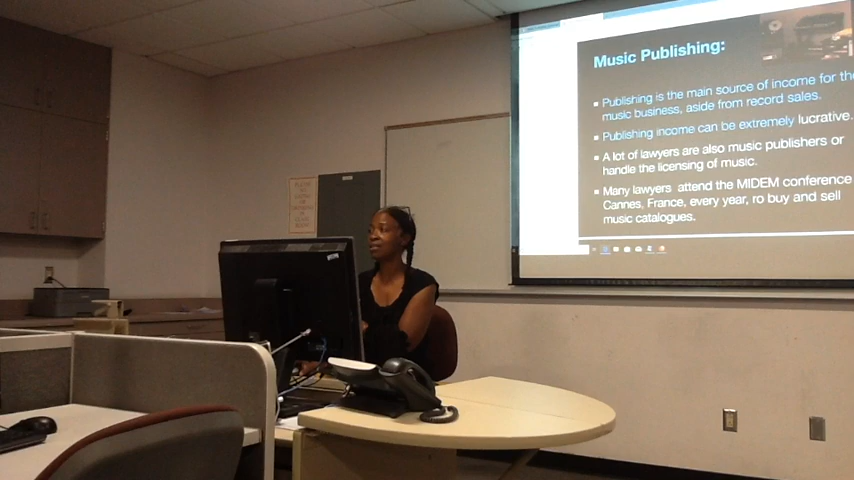 Music Publishing:
Publishing is the main source of income for the
music business, aside from record sales.
Publishing income can be extremely lucrative.
A lot of lawyers are also music publishers or
handle the licensing of music.
Many lawyers attend the MIDEM conference
Cannes, France, every year, ro buy and sell
music catalogues.